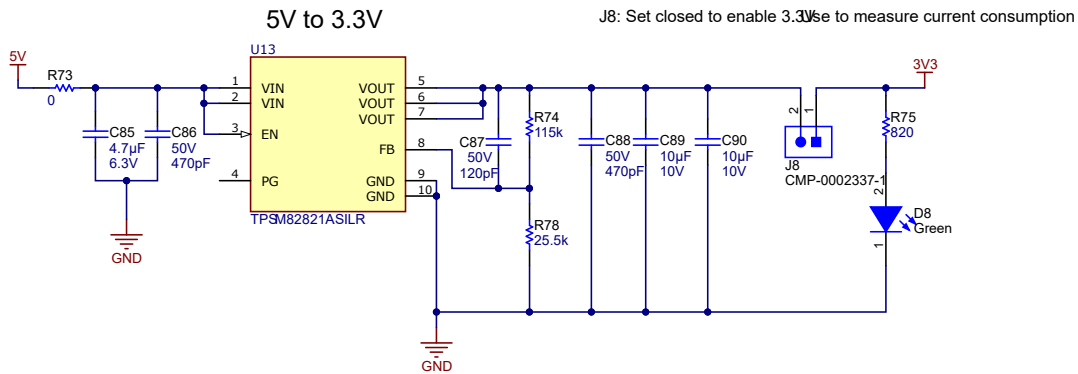 5V to 3.3V
J8: Set closed to enable 3.3V. Use to measure current consumption
U13
5V
R73
0
1
VIN
2
VIN
3
EN
4
PG
VOUT
5
VOUT
6
VOUT
7
FB
8
GND
9
GND
10
TPSM82821ASILR
C85
4.7µF
6.3V
C86
50V
470pF
GND
C87
50V
120pF
R74
115k
R78
25.5k
C88
50V
470pF
C89
10µF
10V
C90
10µF
10V
2
1
J8
CMP-0002337-1
3V3
R75
820
2
D8
Green
1
GND